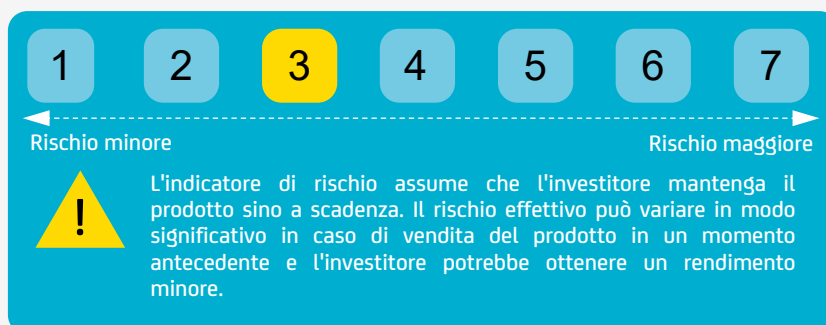 1 2 3 4 5 6 7
Rischio minore Rischio maggiore
!
L'indicatore di rischio assume che l'investitore mantenga il
prodotto sino a scadenza. Il rischio effettivo può variare in modo
significativo in caso di vendita del prodotto in un momento
antecedente e l'investitore potrebbe ottenere un rendimento
minore.